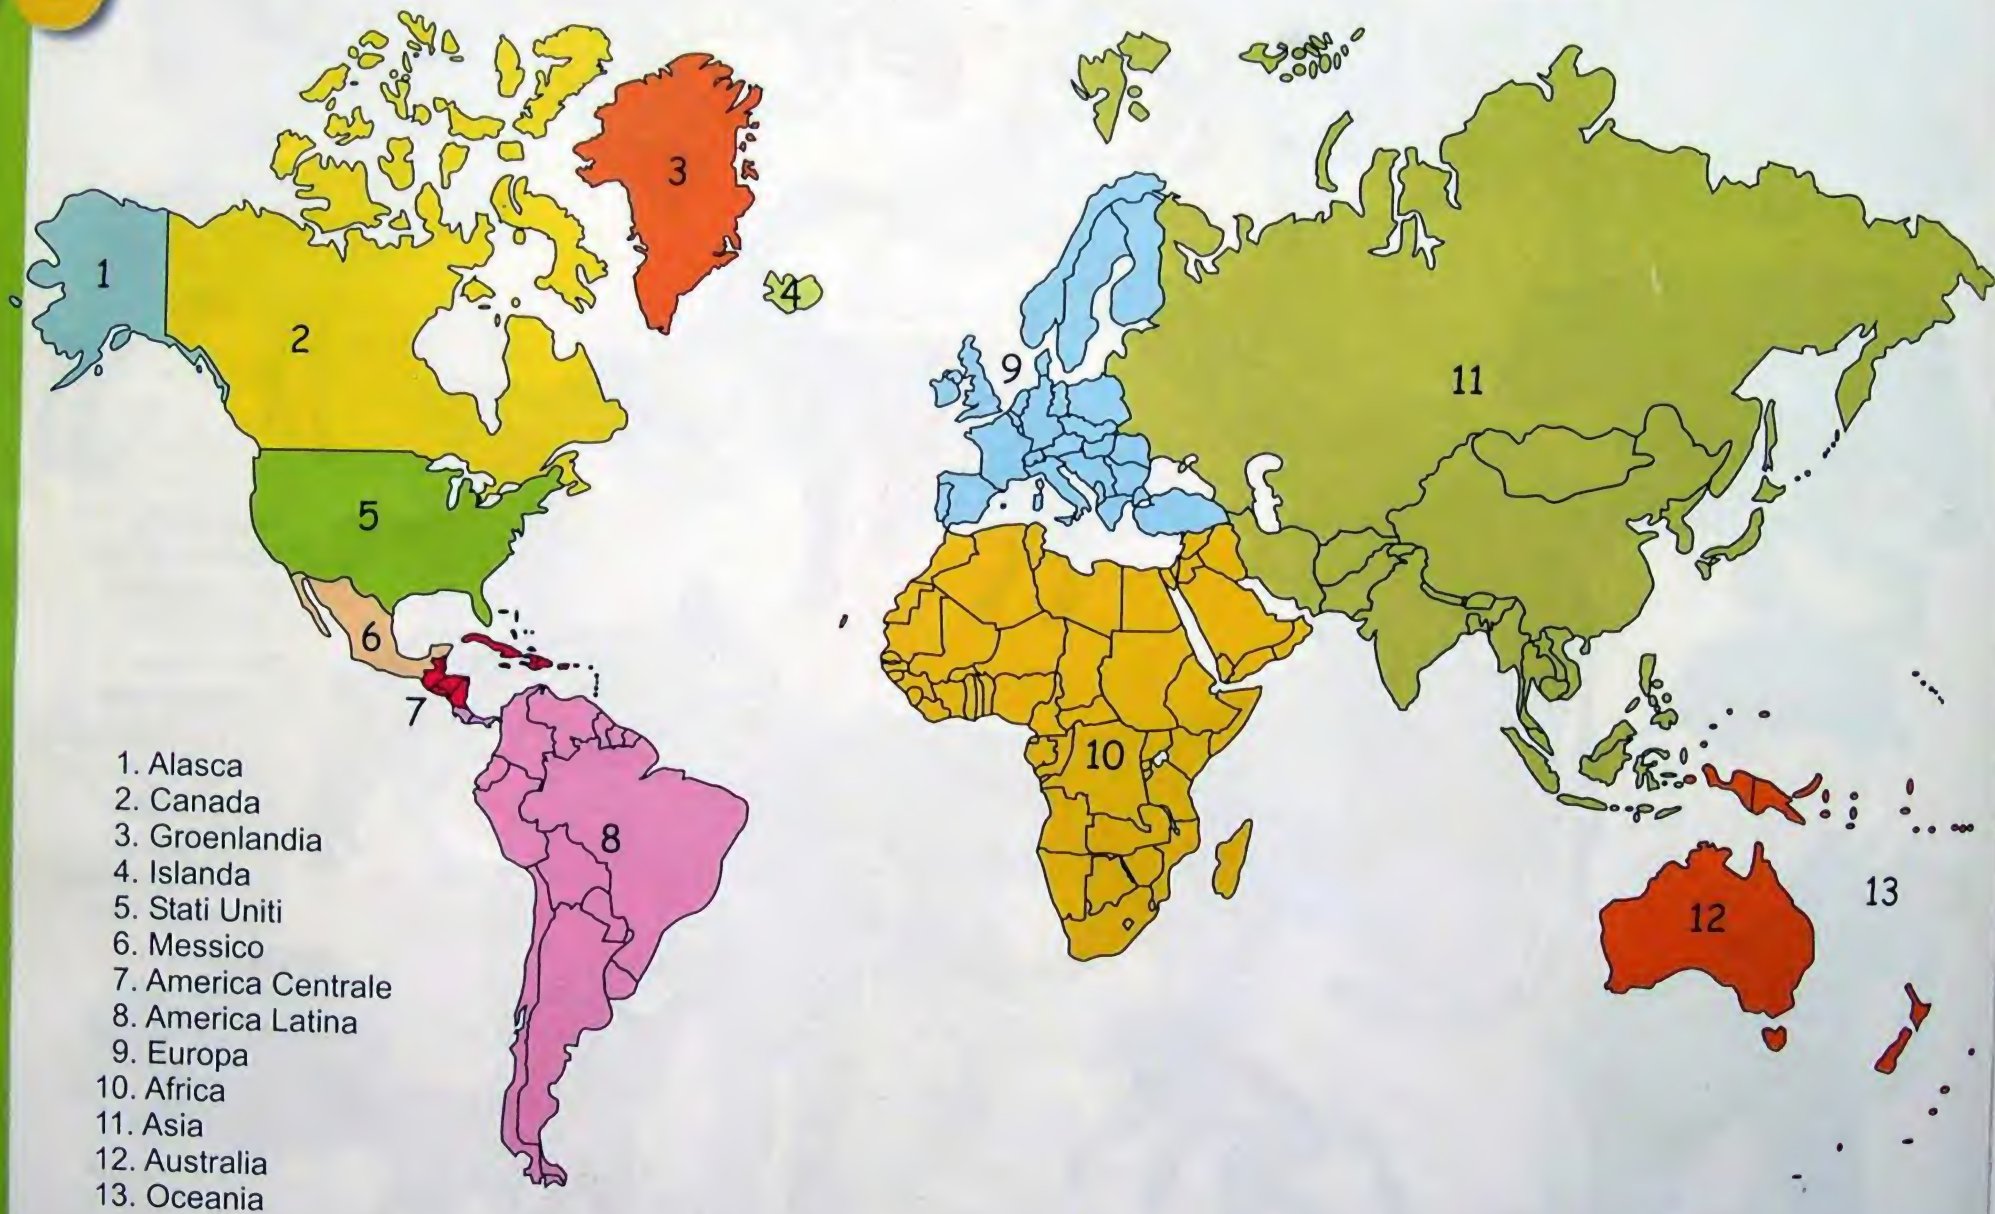 1
2
3
4
5
6
7
8
9
10
11
12
13
1. Alasca
2. Canada
3. Groenlandia
4. Islanda
5. Stati Uniti
6. Messico
7. America Centrale
8. America Latina
9. Europa
10. Africa
11. Asia
12. Australia
13. Oceania